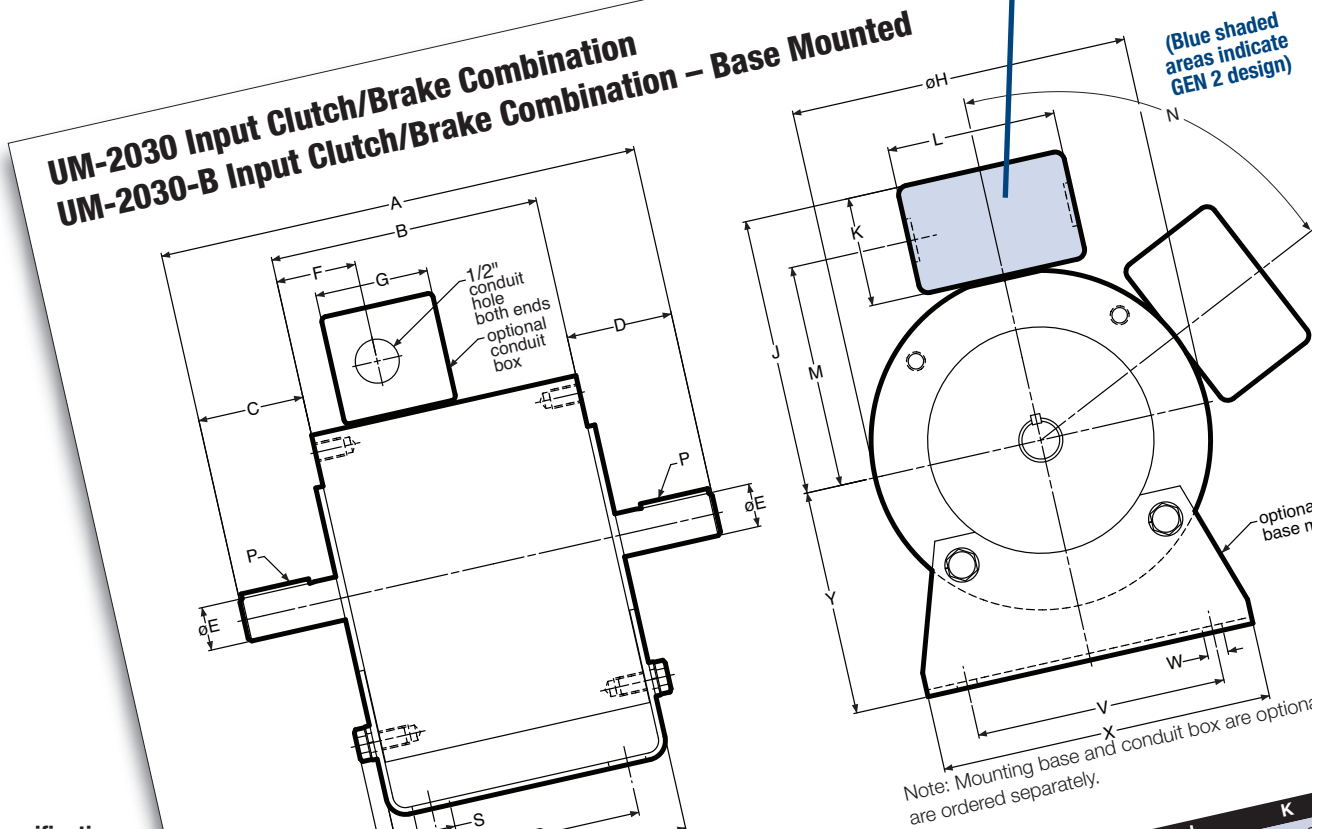 UM-2030 Input Clutch/Brake Combination
UM-2030-B Input Clutch/Brake Combination – Base Mounted
(Blue shaded
areas indicate
GEN 2 design)
A
B
F
G
1/2"
conduit
hole
both ends
optional
conduit
box
D
C
P
øE
P
øE
S
øH
L
N
K
J
M
Y
W
V
X
base
Note: Mounting base and conduit box are
are ordered separately.
K